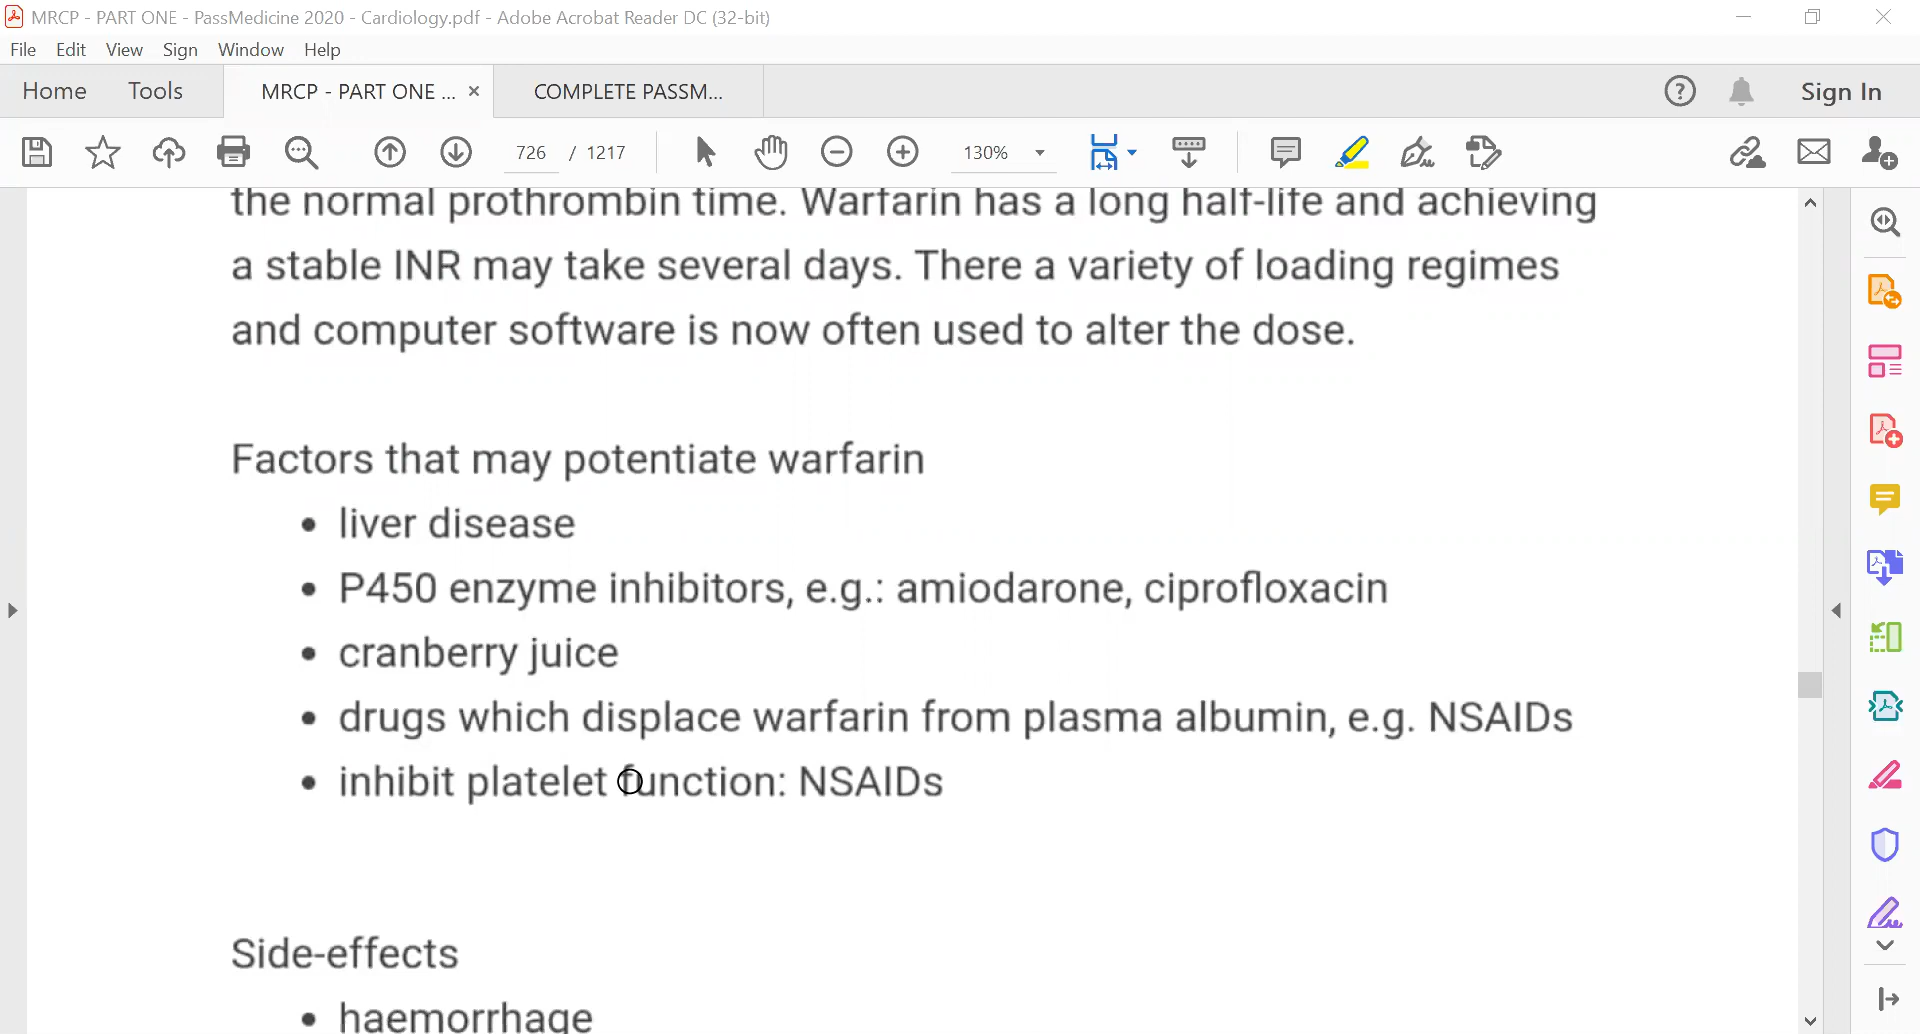 MRCP - PART ONE - PassMedicine 2020 - Cardiology.pdf - Adobe Acrobat Reader DC (32-bit)
File Edit View Sign Window Help
Home Tools MRCP - PART ONE ... × COMPLETE PASSM... Sign In
726 / 1217 130%
the normal prothrombin time. Warfarin has a long half-life and achieving
a stable INR may take several days. There a variety of loading regimes
and computer software is now often used to alter the dose.
Factors that may potentiate warfarin
• liver disease
• P450 enzyme inhibitors, e.g.: amiodarone, ciprofloxacin
• cranberry juice
• drugs which displace warfarin from plasma albumin, e.g. NSAIDs
• inhibit platelet function: NSAIDs
Side-effects
• haemorrhage